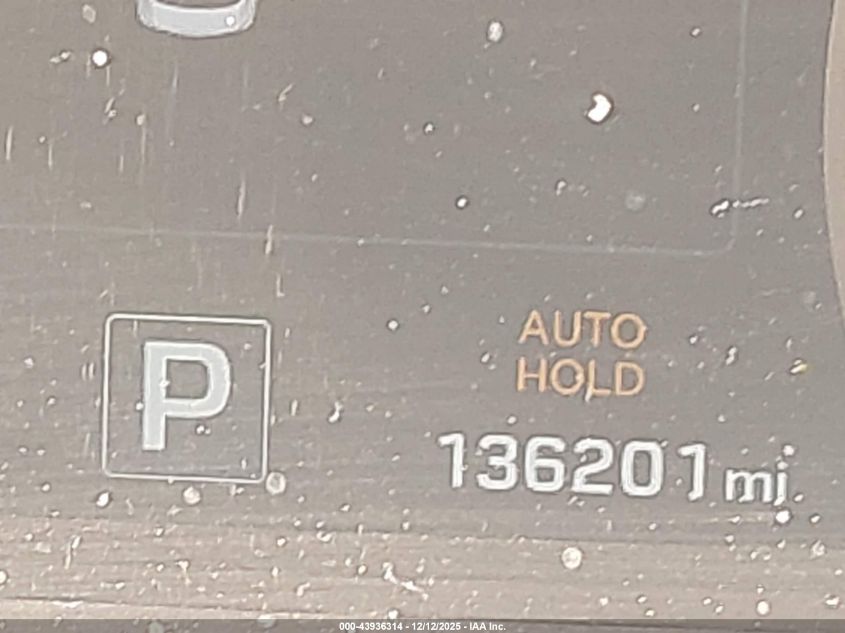 AUTO
HOLD
P
136201 mi
000-43936314 - 12/12/2025 - IAA Inc.